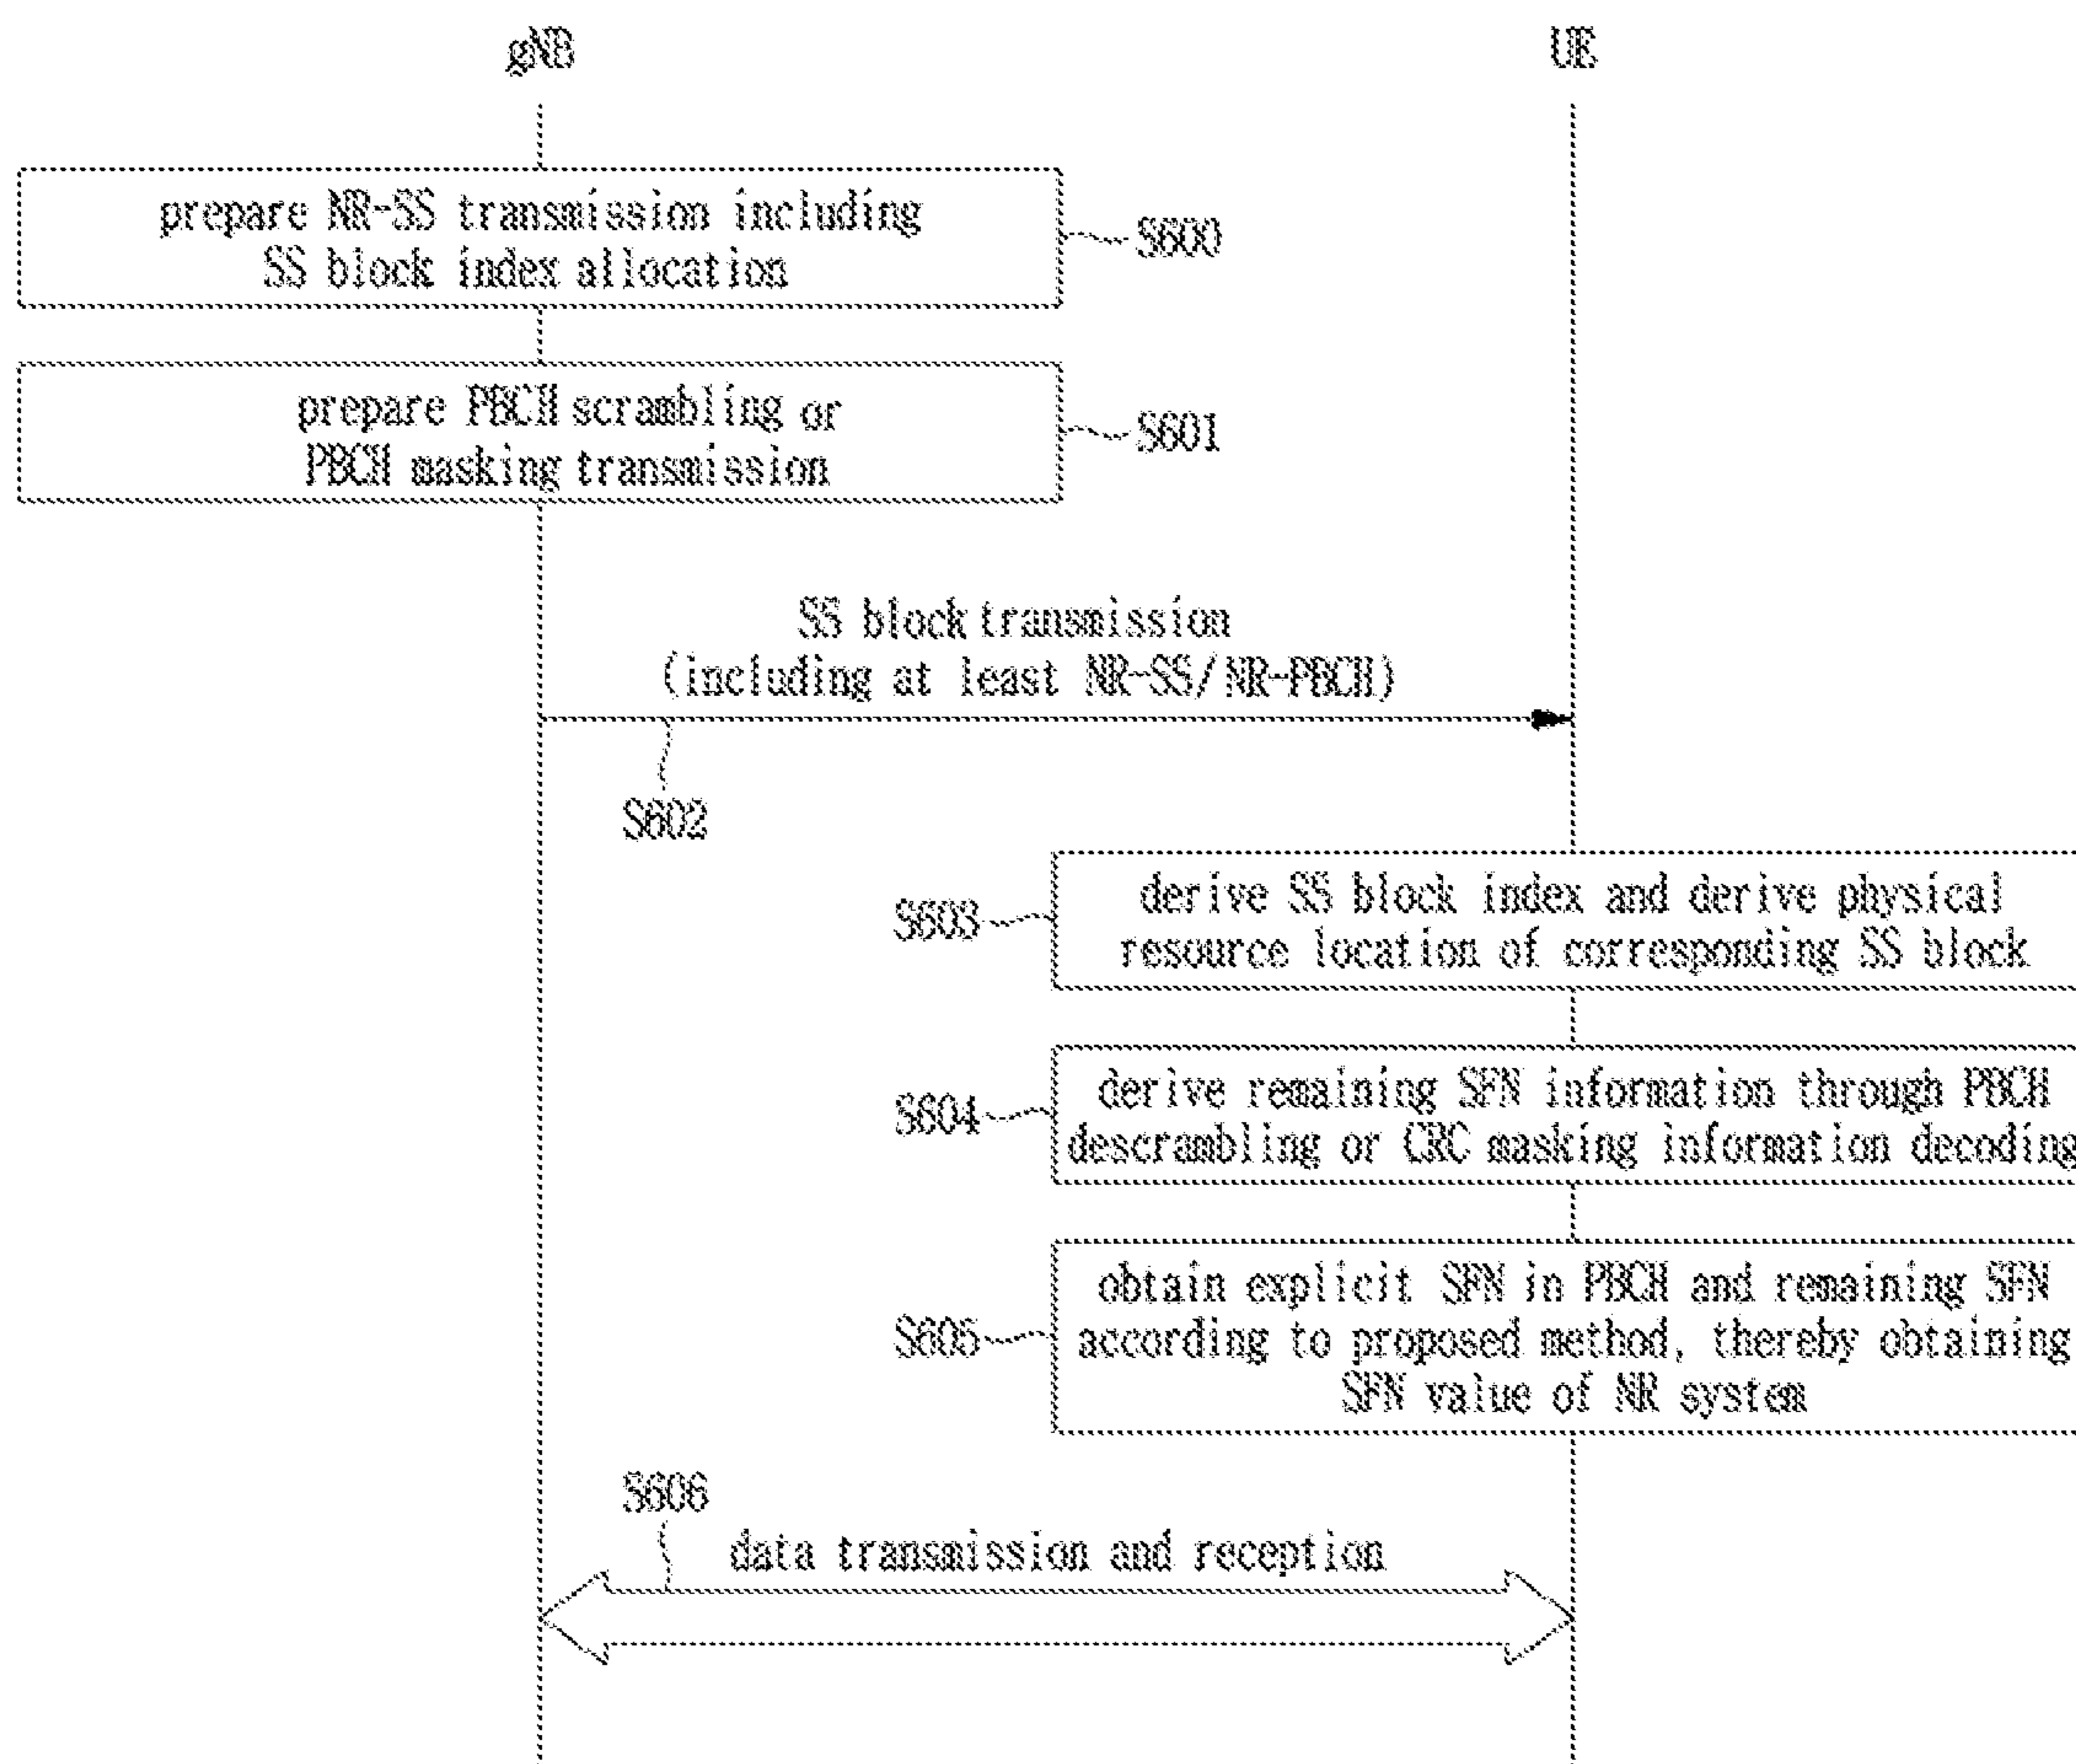 gNB
UE
prepare NR-SS transmission including
SS block index allocation
S600
prepare PBCH scrambling or
PBCH masking transmission
S601
SS block transmission
(including at least NR-SS/NR-PBCH)
S602
S603
derive SS block index and derive physical
resource location of corresponding SS block
S604
derive remaining SFN information through PBCH
descrambling or CRC masking information decoding
S605
obtain explicit SFN in PBCH and remaining SFN
according to proposed method, thereby obtaining
SFN value of NR system
S606
data transmission and reception